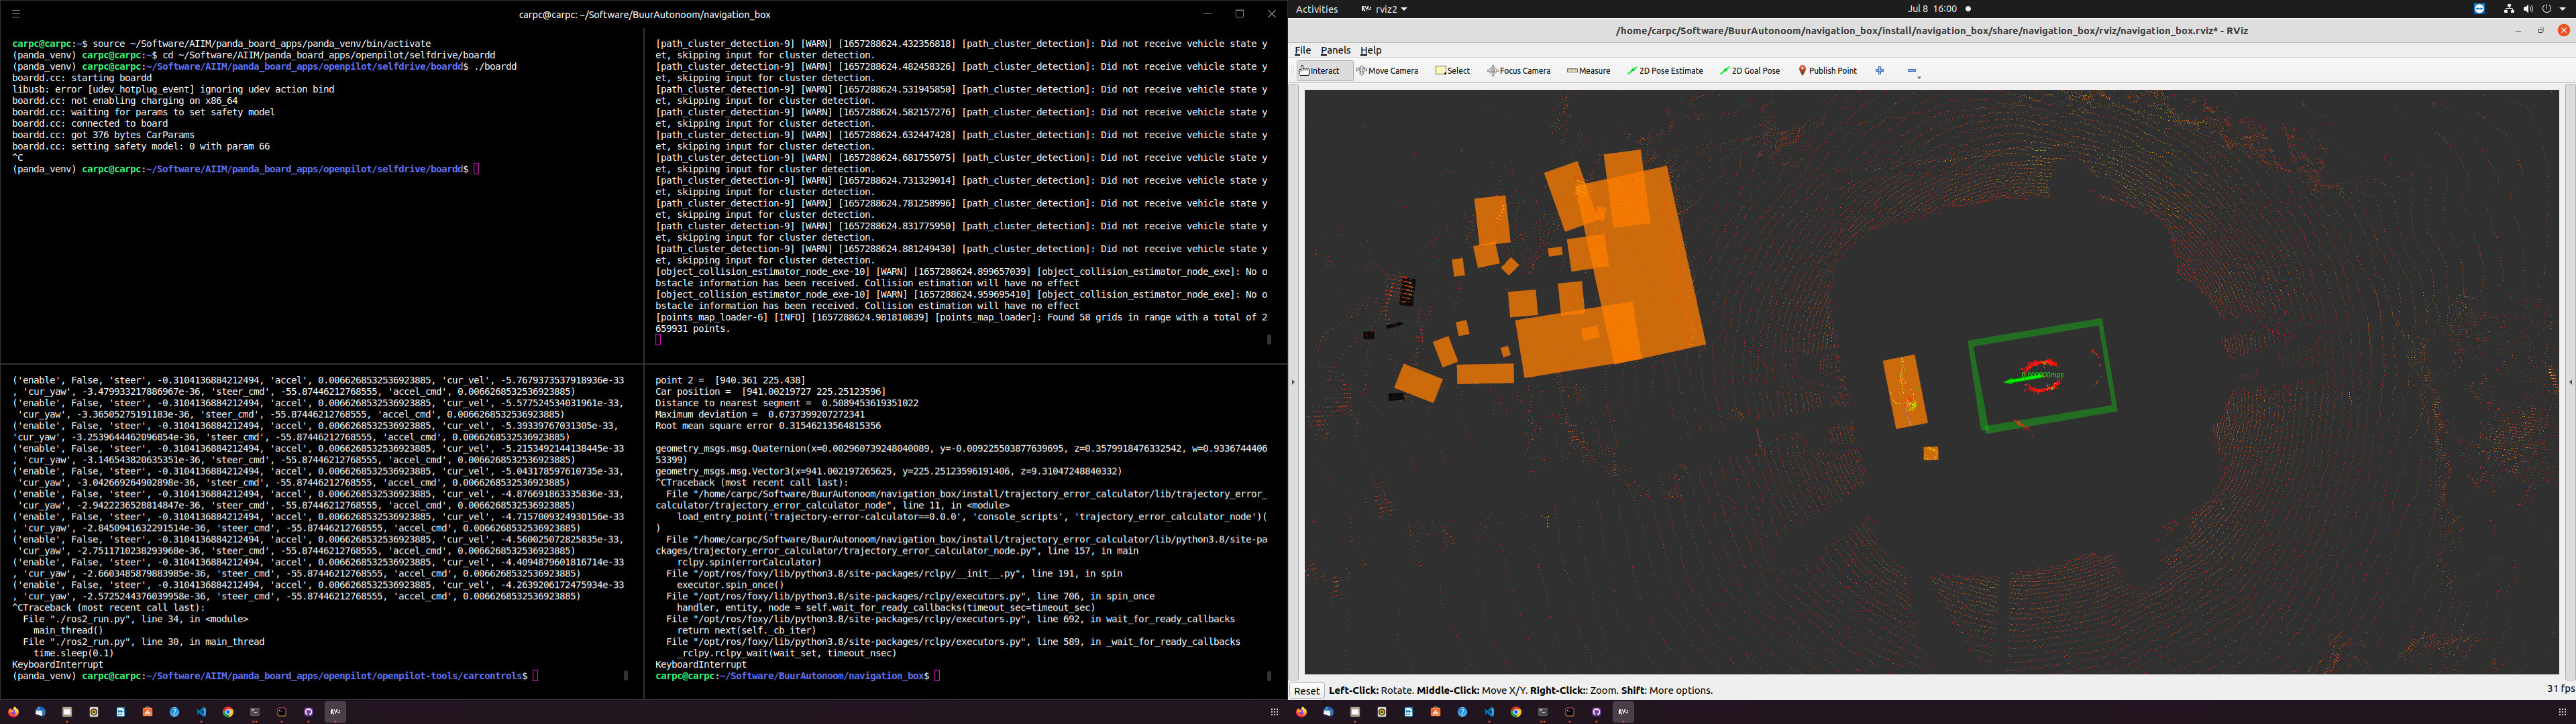 carpc@carpc: ~/Software/BuurAutonoom/navigation_box
carpc@carpc:~$ source ~/Software/AIIM/panda_board_apps/panda_venv/bin/activate
(panda_venv) carpc@carpc:~$ cd ~/Software/AIIM/panda_board_apps/openpilot/selfdrive/boardd
(panda_venv) carpc@carpc:~/Software/AIIM/panda_board_apps/openpilot/selfdrive/boardd$ ./boardd
boardd.cc: starting boardd
libusb: error [udev_hotplug_event] ignoring udev action bind
boardd.cc: not enabling charging on x86_64
boardd.cc: waiting for params to set safety model
boardd.cc: connected to board
boardd.cc: got 376 bytes CarParams
boardd.cc: setting safety model: 0 with param 66
^C
(panda_venv) carpc@carpc:~/Software/AIIM/panda_board_apps/openpilot/selfdrive/boardd$
[path_cluster_detection-9] [WARN] [1657288624.432356818] [path_cluster_detection]: Did not receive vehicle state y
et, skipping input for cluster detection.
[path_cluster_detection-9] [WARN] [1657288624.482458326] [path_cluster_detection]: Did not receive vehicle state y
et, skipping input for cluster detection.
[path_cluster_detection-9] [WARN] [1657288624.531945850] [path_cluster_detection]: Did not receive vehicle state y
et, skipping input for cluster detection.
[path_cluster_detection-9] [WARN] [1657288624.582157276] [path_cluster_detection]: Did not receive vehicle state y
et, skipping input for cluster detection.
[path_cluster_detection-9] [WARN] [1657288624.632447428] [path_cluster_detection]: Did not receive vehicle state y
et, skipping input for cluster detection.
[path_cluster_detection-9] [WARN] [1657288624.681755075] [path_cluster_detection]: Did not receive vehicle state y
et, skipping input for cluster detection.
[path_cluster_detection-9] [WARN] [1657288624.731329014] [path_cluster_detection]: Did not receive vehicle state y
et, skipping input for cluster detection.
[path_cluster_detection-9] [WARN] [1657288624.781258996] [path_cluster_detection]: Did not receive vehicle state y
et, skipping input for cluster detection.
[path_cluster_detection-9] [WARN] [1657288624.831775950] [path_cluster_detection]: Did not receive vehicle state y
et, skipping input for cluster detection.
[path_cluster_detection-9] [WARN] [1657288624.881249430] [path_cluster_detection]: Did not receive vehicle state y
et, skipping input for cluster detection.
[object_collision_estimator_node_exe-10] [WARN] [1657288624.899657039] [object_collision_estimator_node_exe]: No o
bstacle information has been received. Collision estimation will have no effect
[object_collision_estimator_node_exe-10] [WARN] [1657288624.959695410] [object_collision_estimator_node_exe]: No o
bstacle information has been received. Collision estimation will have no effect
[points_map_loader-6] [INFO] [1657288624.981810839] [points_map_loader]: Found 58 grids in range with a total of 2
659931 points.
('enable', False, 'steer', -0.3104136884212494, 'accel', 0.0066268532536923885, 'cur_vel', -5.7679373537918936e-33
, 'cur_yaw', -3.479933217886967e-36, 'steer_cmd', -55.87446212768555, 'accel_cmd', 0.0066268532536923885)
('enable', False, 'steer', -0.3104136884212494, 'accel', 0.0066268532536923885, 'cur_vel', -5.577524534031961e-33,
 'cur_yaw', -3.36505275191183e-36, 'steer_cmd', -55.87446212768555, 'accel_cmd', 0.0066268532536923885)
('enable', False, 'steer', -0.3104136884212494, 'accel', 0.0066268532536923885, 'cur_vel', -5.39339767031305e-33,
'cur_yaw', -3.2539644462096854e-36, 'steer_cmd', -55.87446212768555, 'accel_cmd', 0.0066268532536923885)
('enable', False, 'steer', -0.3104136884212494, 'accel', 0.0066268532536923885, 'cur_vel', -5.2153492144138445e-33
, 'cur_yaw', -3.146543820635351e-36, 'steer_cmd', -55.87446212768555, 'accel_cmd', 0.0066268532536923885)
('enable', False, 'steer', -0.3104136884212494, 'accel', 0.0066268532536923885, 'cur_vel', -5.043178597610735e-33,
 'cur_yaw', -3.042669264902898e-36, 'steer_cmd', -55.87446212768555, 'accel_cmd', 0.0066268532536923885)
('enable', False, 'steer', -0.3104136884212494, 'accel', 0.0066268532536923885, 'cur_vel', -4.876691863335836e-33,
 'cur_yaw', -2.9422236528814847e-36, 'steer_cmd', -55.87446212768555, 'accel_cmd', 0.0066268532536923885)
('enable', False, 'steer', -0.3104136884212494, 'accel', 0.0066268532536923885, 'cur_vel', -4.7157009324930156e-33
, 'cur_yaw', -2.8450941632291514e-36, 'steer_cmd', -55.87446212768555, 'accel_cmd', 0.0066268532536923885)
('enable', False, 'steer', -0.3104136884212494, 'accel', 0.0066268532536923885, 'cur_vel', -4.560025072825835e-33,
 'cur_yaw', -2.7511710238293968e-36, 'steer_cmd', -55.87446212768555, 'accel_cmd', 0.0066268532536923885)
('enable', False, 'steer', -0.3104136884212494, 'accel', 0.0066268532536923885, 'cur_vel', -4.4094879601816714e-33
, 'cur_yaw', -2.6603485879883985e-36, 'steer_cmd', -55.87446212768555, 'accel_cmd', 0.0066268532536923885)
('enable', False, 'steer', -0.3104136884212494, 'accel', 0.0066268532536923885, 'cur_vel', -4.2639206172475934e-33
, 'cur_yaw', -2.5725244376039958e-36, 'steer_cmd', -55.87446212768555, 'accel_cmd', 0.0066268532536923885)
^CTraceback (most recent call last):
  File "./ros2_run.py", line 34, in <module>
    main_thread()
  File "./ros2_run.py", line 30, in main_thread
    time.sleep(0.1)
KeyboardInterrupt
(panda_venv) carpc@carpc:~/Software/AIIM/panda_board_apps/openpilot/openpilot-tools/carcontrols$
point 2 =  [940.361 225.438]
Car position =  [941.00219727 225.25123596]
Distance to nearest segment =  0.5089453619351022
Maximum deviation =  0.6737399207272341
Root mean square error 0.31546213564815356
geometry_msgs.msg.Quaternion(x=0.002960739248040089, y=-0.009225503877639695, z=0.3579918476332542, w=0.9336744406
53399)
geometry_msgs.msg.Vector3(x=941.002197265625, y=225.25123596191406, z=9.31047248840332)
^CTraceback (most recent call last):
  File "/home/carpc/Software/BuurAutonoom/navigation_box/install/trajectory_error_calculator/lib/trajectory_error_
calculator/trajectory_error_calculator_node", line 11, in <module>
    load_entry_point('trajectory-error-calculator==0.0.0', 'console_scripts', 'trajectory_error_calculator_node')(
)
  File "/home/carpc/Software/BuurAutonoom/navigation_box/install/trajectory_error_calculator/lib/python3.8/site-pa
ckages/trajectory_error_calculator/trajectory_error_calculator_node.py", line 157, in main
    rclpy.spin(errorCalculator)
  File "/opt/ros/foxy/lib/python3.8/site-packages/rclpy/__init__.py", line 191, in spin
    executor.spin_once()
  File "/opt/ros/foxy/lib/python3.8/site-packages/rclpy/executors.py", line 706, in spin_once
    handler, entity, node = self.wait_for_ready_callbacks(timeout_sec=timeout_sec)
  File "/opt/ros/foxy/lib/python3.8/site-packages/rclpy/executors.py", line 692, in wait_for_ready_callbacks
    return next(self._cb_iter)
  File "/opt/ros/foxy/lib/python3.8/site-packages/rclpy/executors.py", line 589, in _wait_for_ready_callbacks
    _rclpy.rclpy_wait(wait_set, timeout_nsec)
KeyboardInterrupt
carpc@carpc:~/Software/BuurAutonoom/navigation_box$
Activities RViz rviz2 Jul 8 16:00
/home/carpc/Software/BuurAutonoom/navigation_box/install/navigation_box/share/navigation_box/rviz/navigation_box.rviz* - RViz
File Panels Help
Interact Move Camera Select Focus Camera Measure 2D Pose Estimate 2D Goal Pose Publish Point
Reset Left-Click: Rotate. Middle-Click: Move X/Y. Right-Click:: Zoom. Shift: More options. 31 fps
RViz
RViz